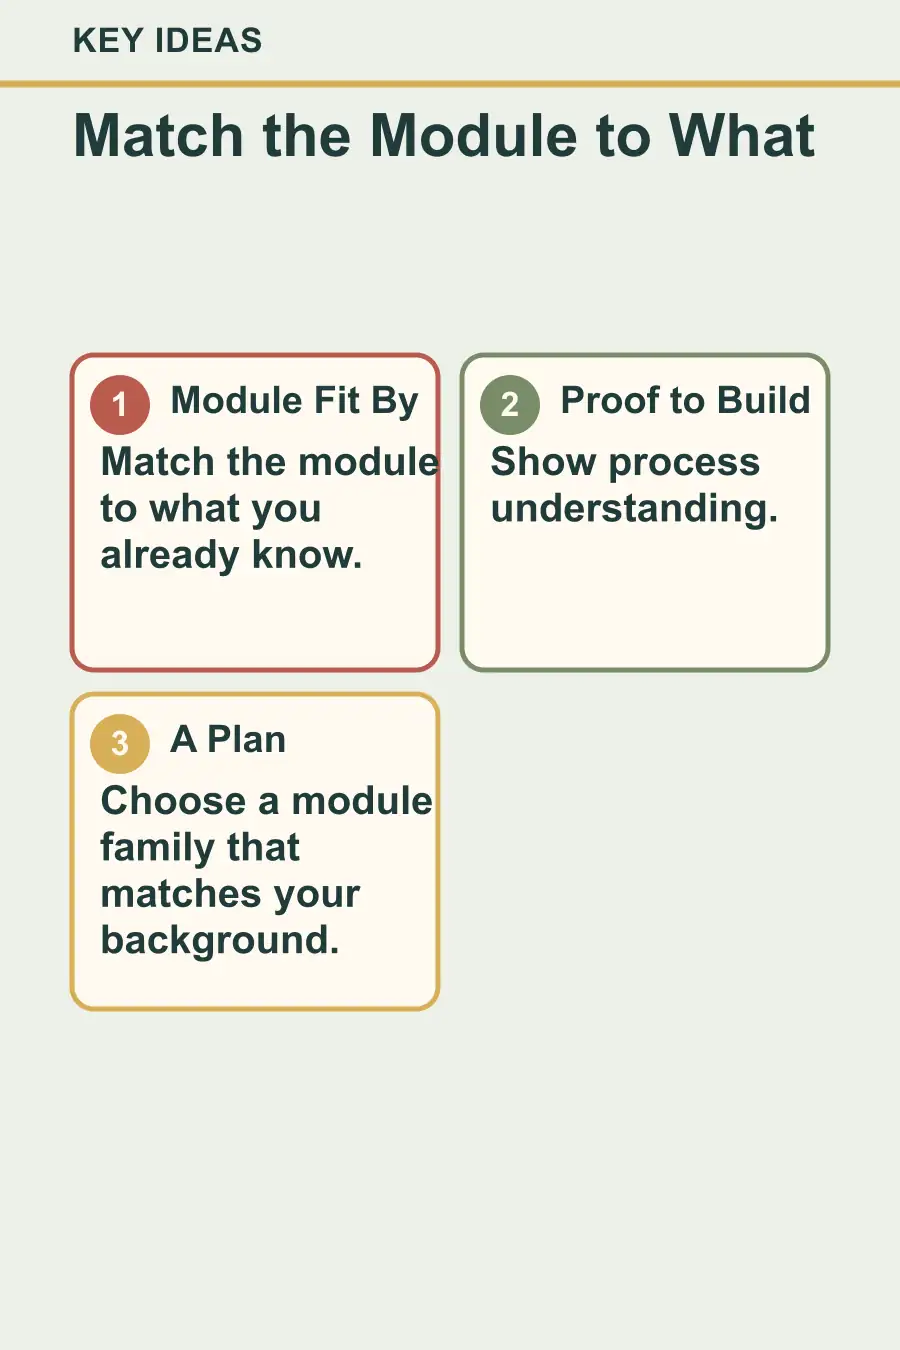 KEY IDEAS
Match the Module to What
1 Module Fit By
Match the module
to what you
already know.
2 Proof to Build
Show process
understanding.
3 A Plan
Choose a module
family that
matches your
background.